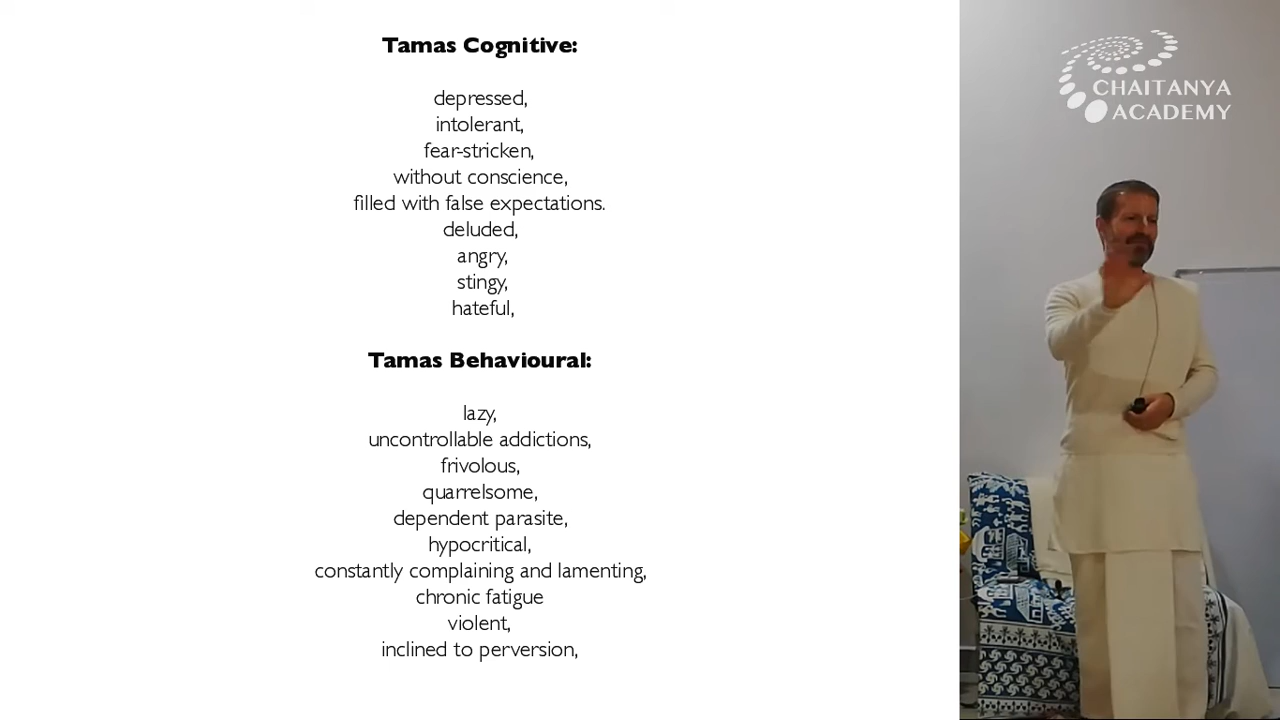 Tamas Cognitive:
depressed,
intolerant,
fear-stricken,
without conscience,
filled with false expectations.
deluded,
angry,
stingy,
hateful,
Tamas Behavioural:
lazy,
uncontrollable addictions,
frivolous,
quarrelsome,
dependent parasite,
hypocritical,
constantly complaining and lamenting,
chronic fatigue
violent,
inclined to perversion,
CHAITANYA
ACADEMY